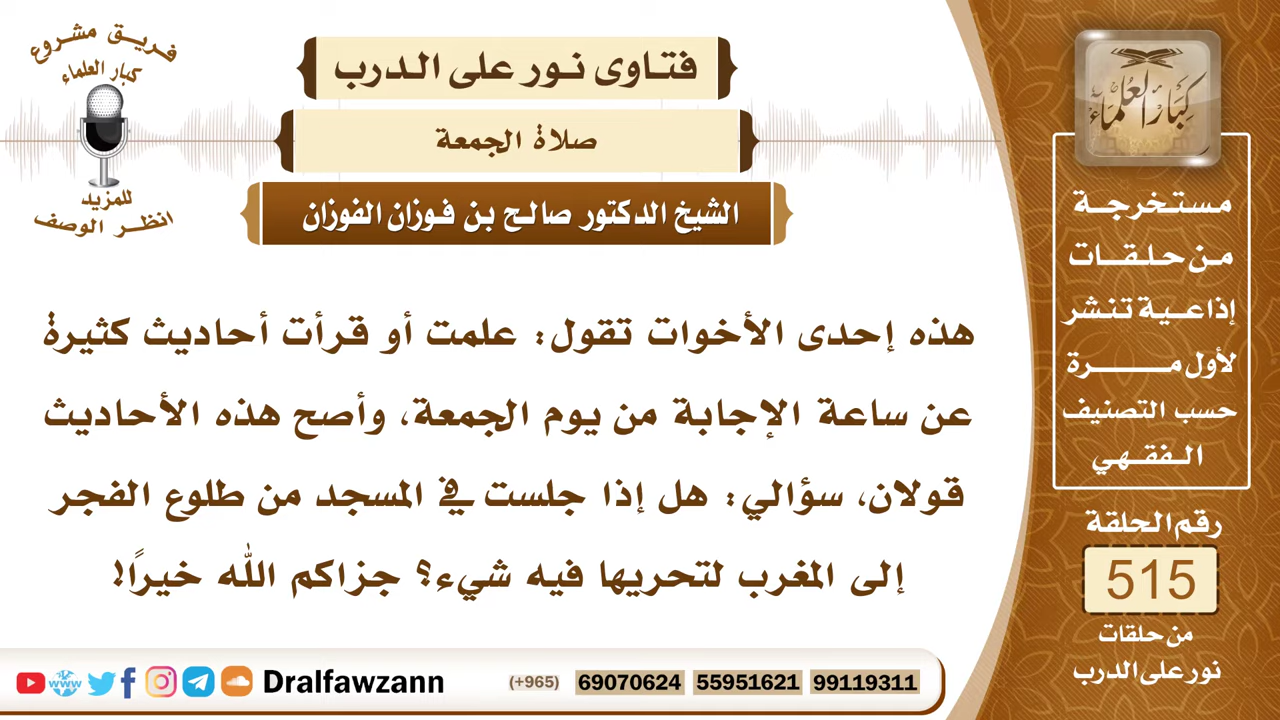 فريق مشروع
كبار العلماء
للمزيد
انظر الوصف
فتاوى نور على الدرب
صلاة الجمعة
الشيخ الدكتور صالح بن فوزان الفوزان
هذه إحدى الأخوات تقول: علمت أو قرأت أحاديث كثيرة
عن ساعة الإجابة من يوم الجمعة، وأصح هذه الأحاديث
قولان، سؤالي: هل إذا جلست في المسجد من طلوع الفجر
إلى المغرب لتحريها فيه شيء؟ جزاكم الله خيرًا!
كبار العلماء
مستخرجة
من حلقات
إذاعية تنشر
لأول مرة
حسب التصنيف
الفقهي
رقم الحلقة
515
من حلقات
نور على الدرب
www Dralfawzann (+965) 69070624 55951621 99119311